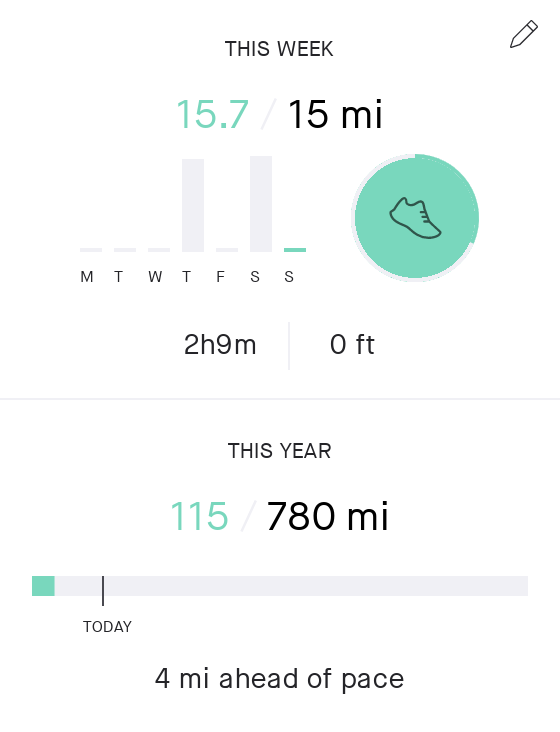 THIS WEEK
15.7 / 15 mi
M T W T F S S
2h9m 0 ft
THIS YEAR
115 / 780 mi
TODAY
4 mi ahead of pace